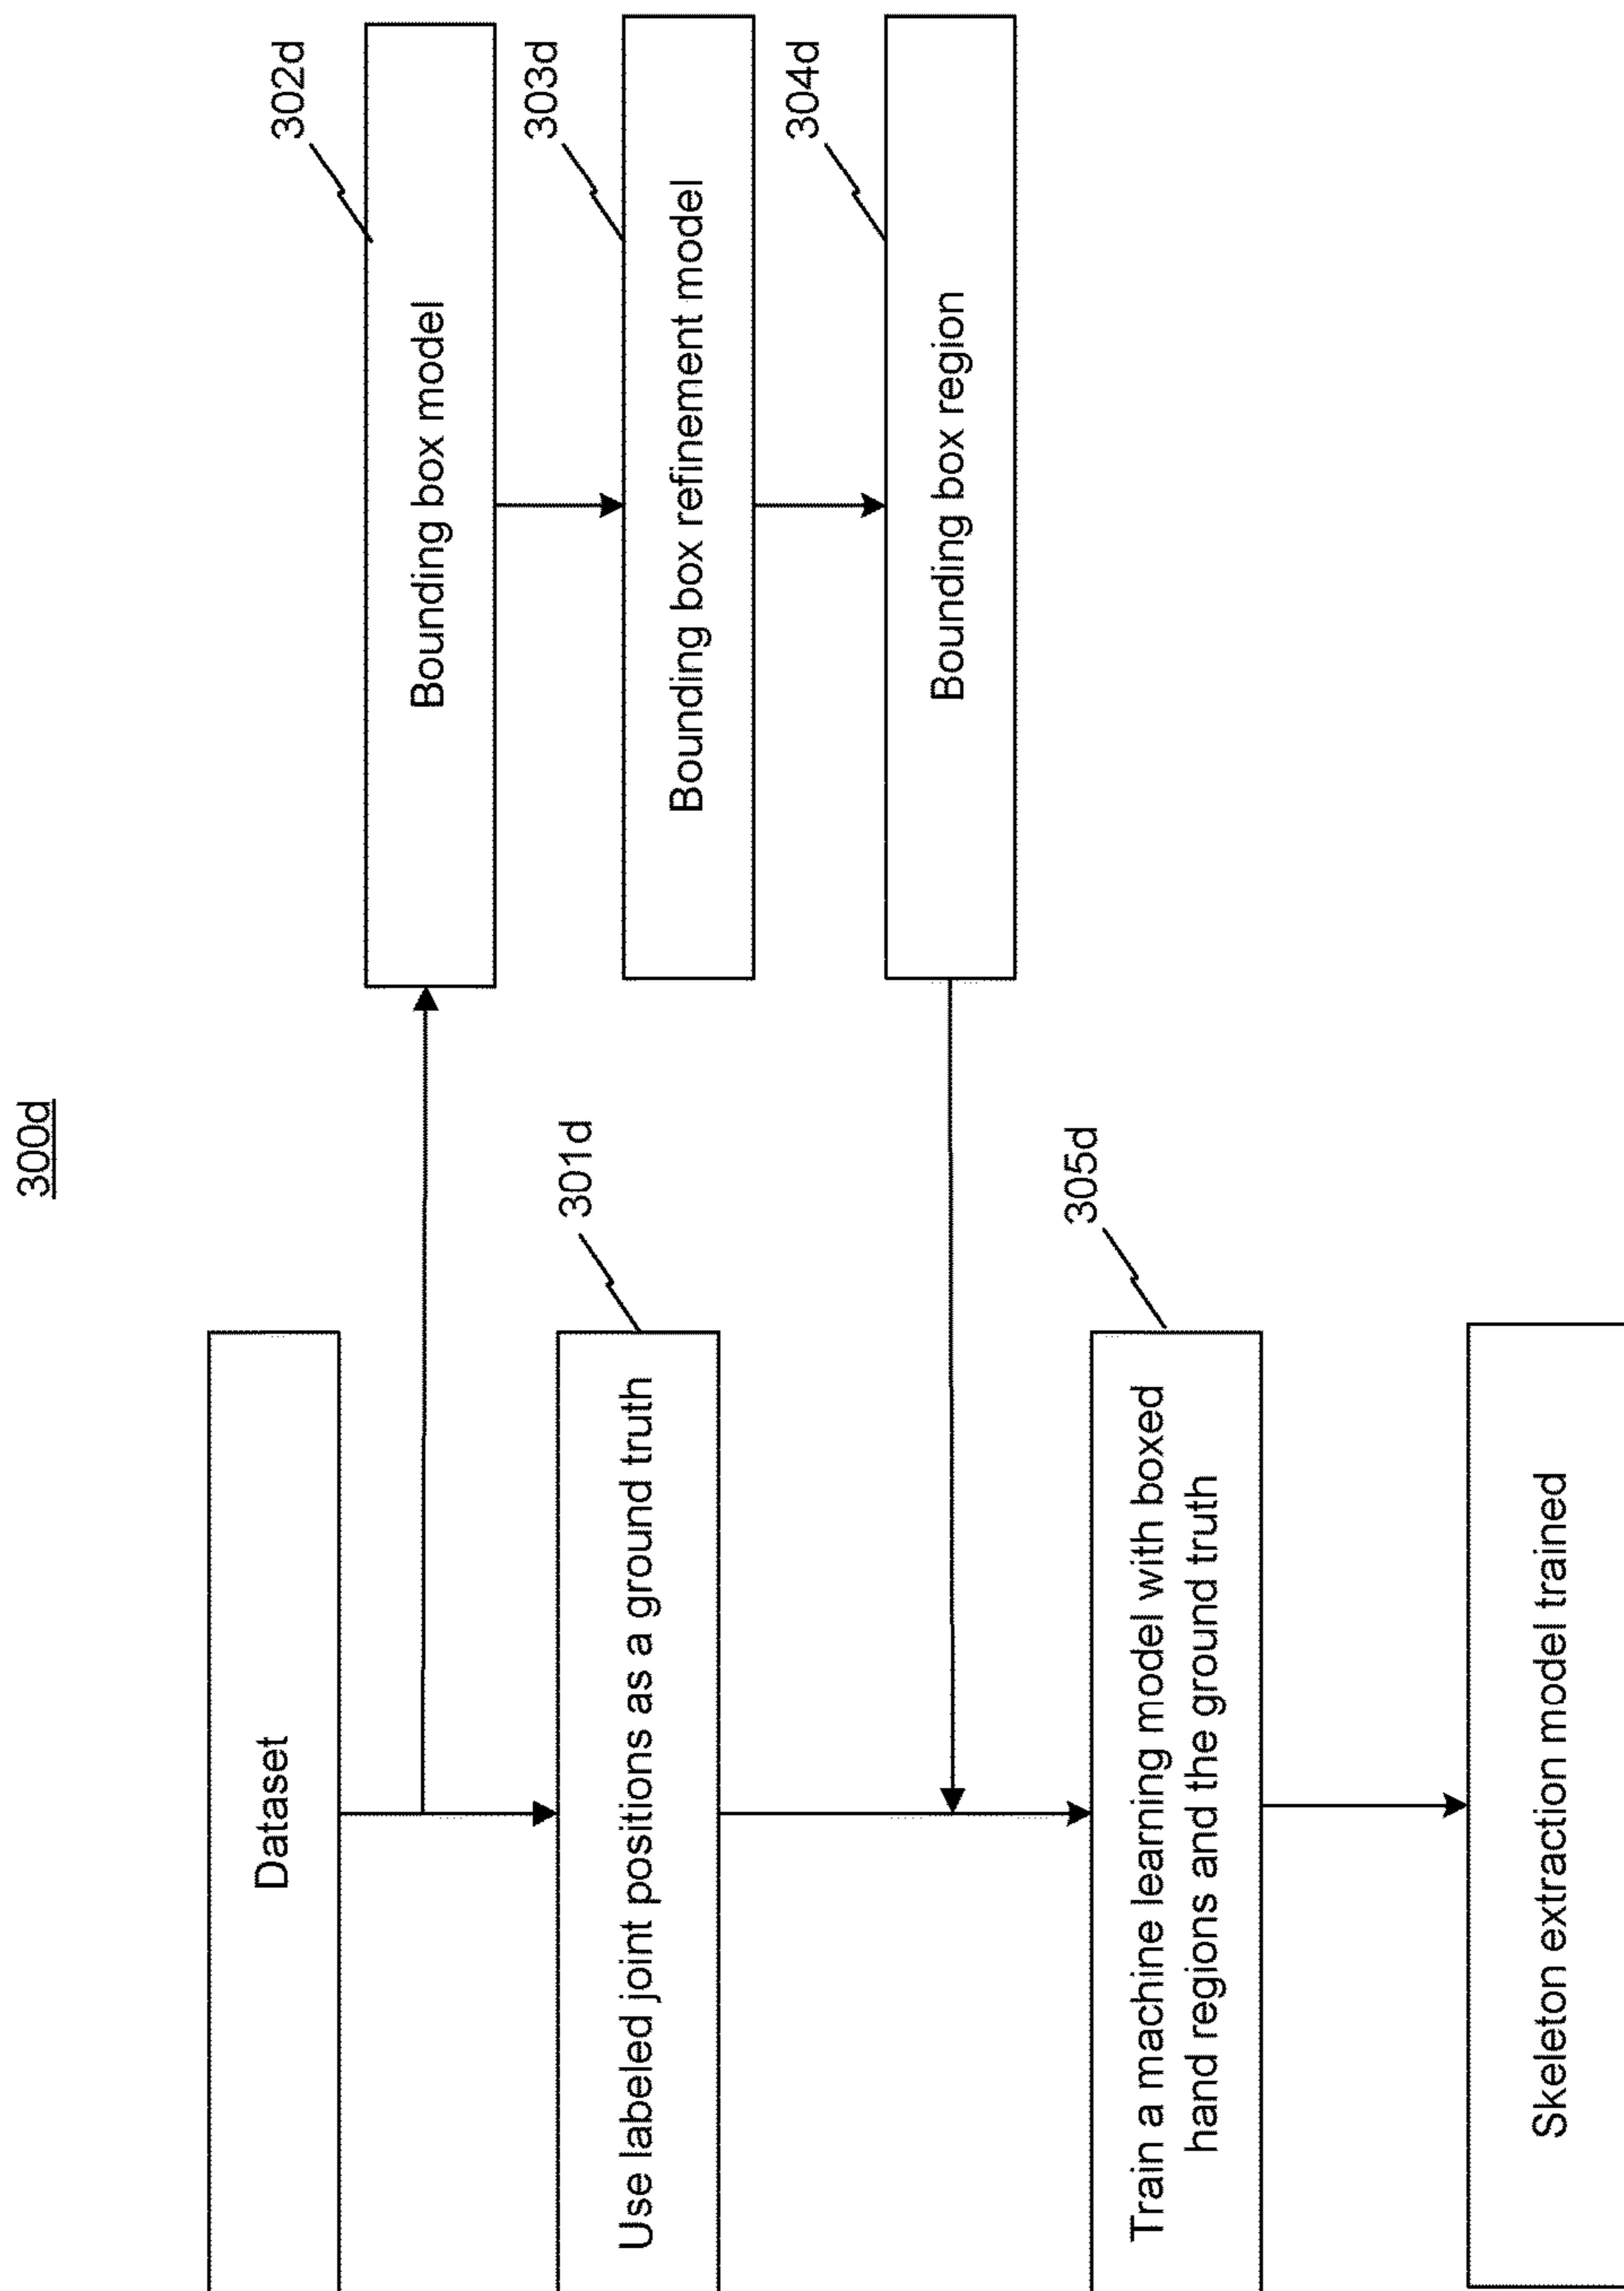 300d
Dataset
302d
Bounding box model
301d
Use labeled joint positions as a ground truth
303d
Bounding box refinement model
304d
Bounding box region
305d
Train a machine learning model with boxed
hand regions and the ground truth
Skeleton extraction model trained